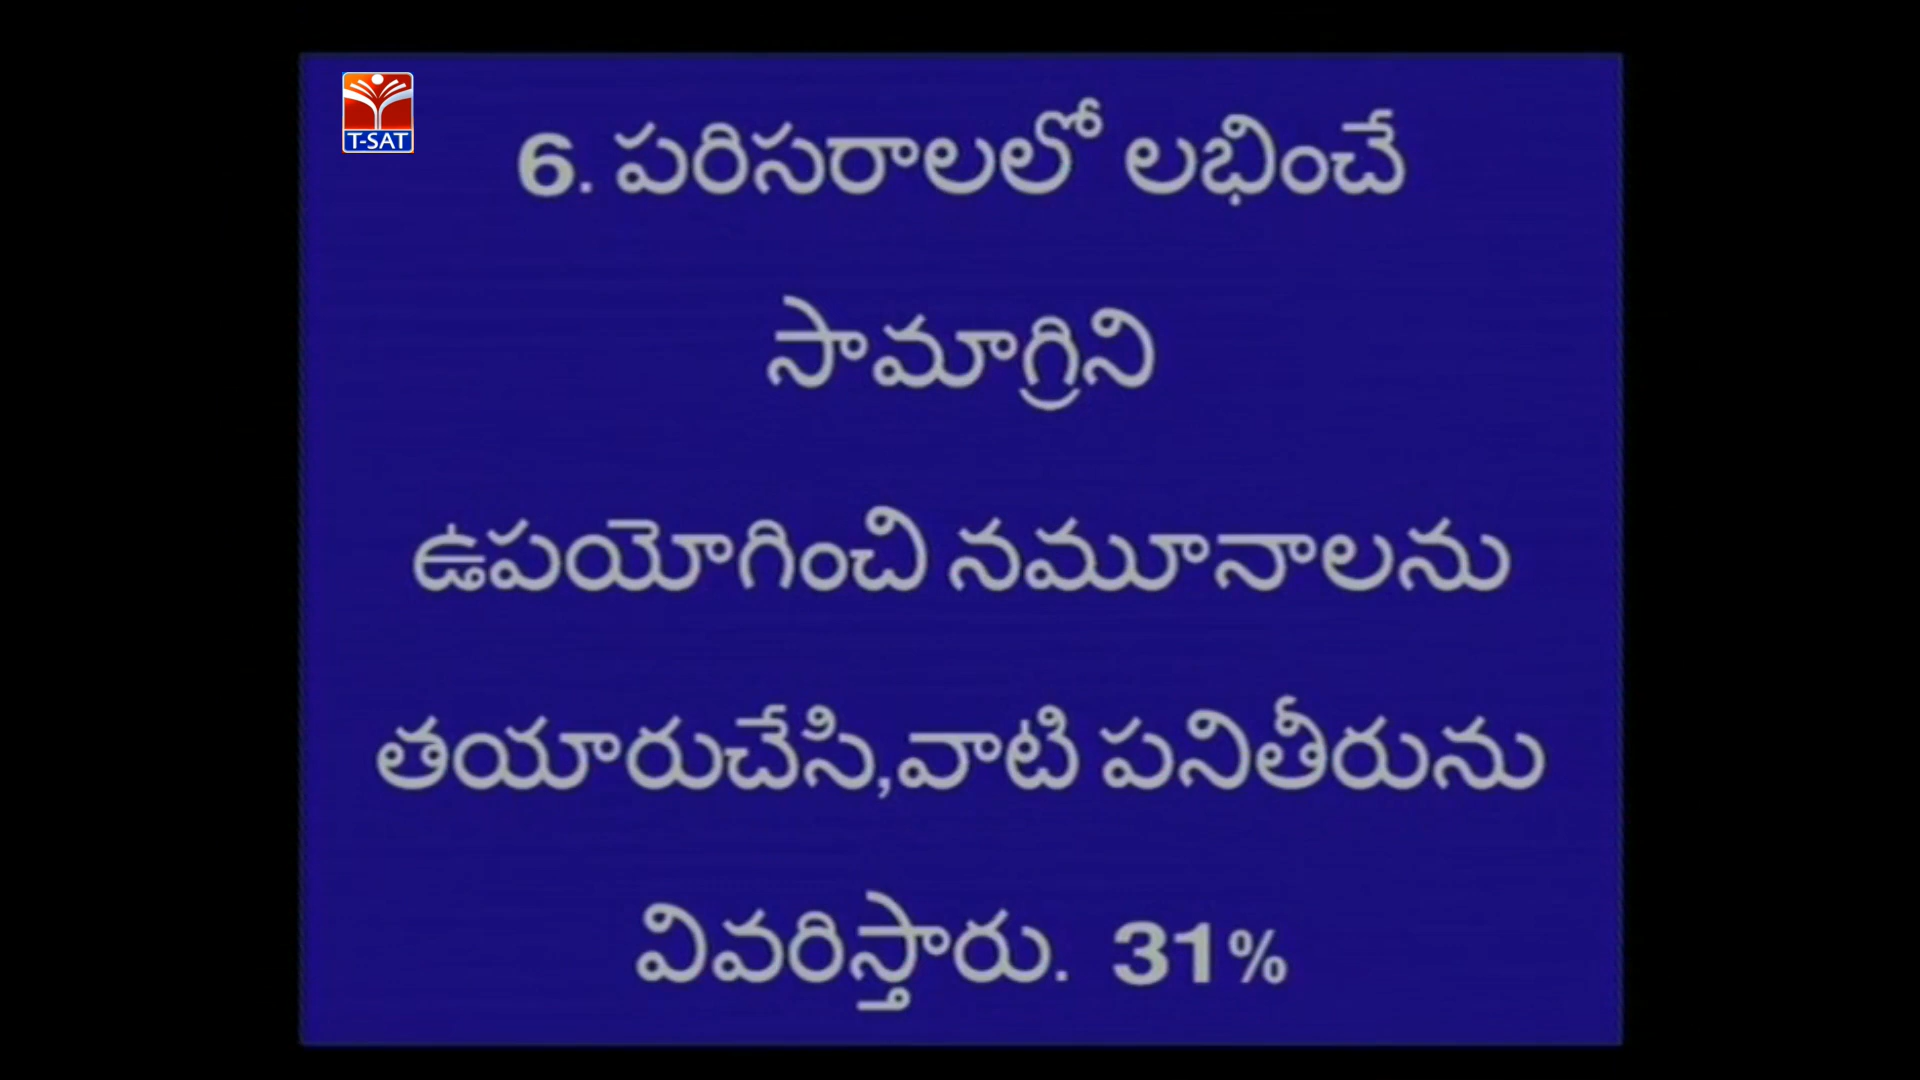 T-SAT
6. పరిసరాలలో లభించే
సామాగ్రిని
ఉపయోగించి నమూనాలను
తయారుచేసి,వాటి పనితీరును
వివరిస్తారు. 31%